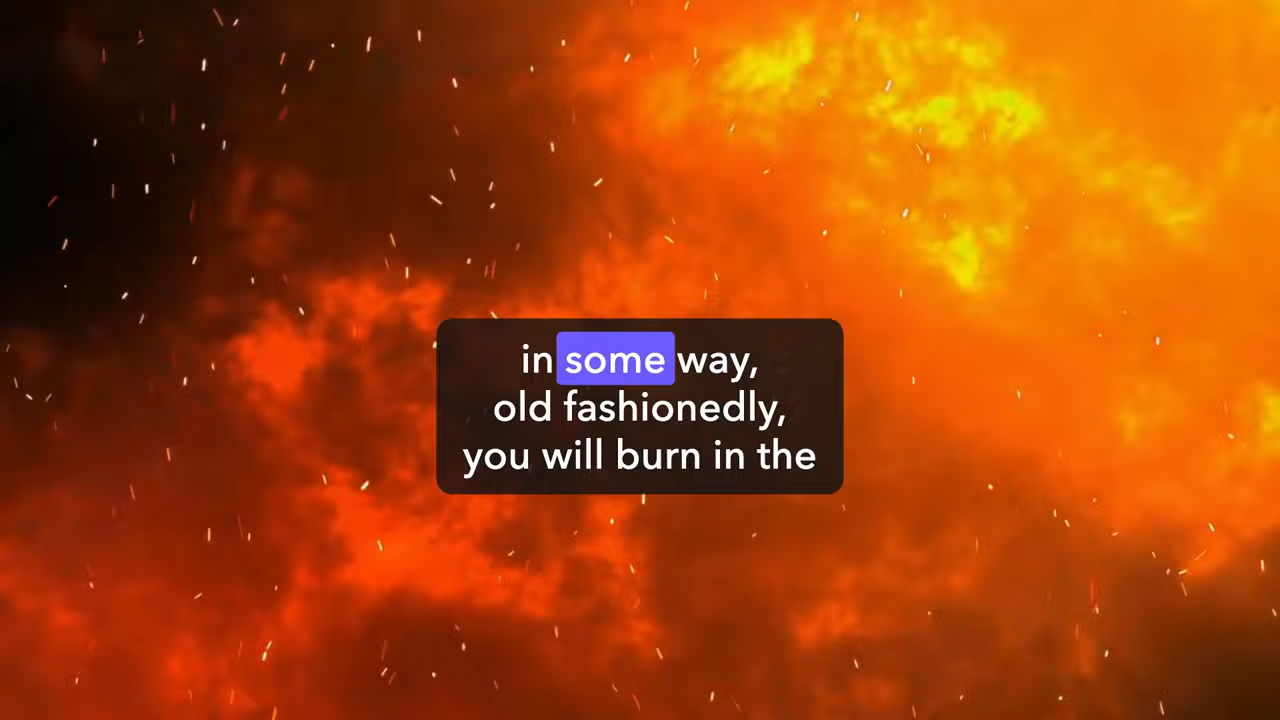 in some way,
old fashionedly,
you will burn in the